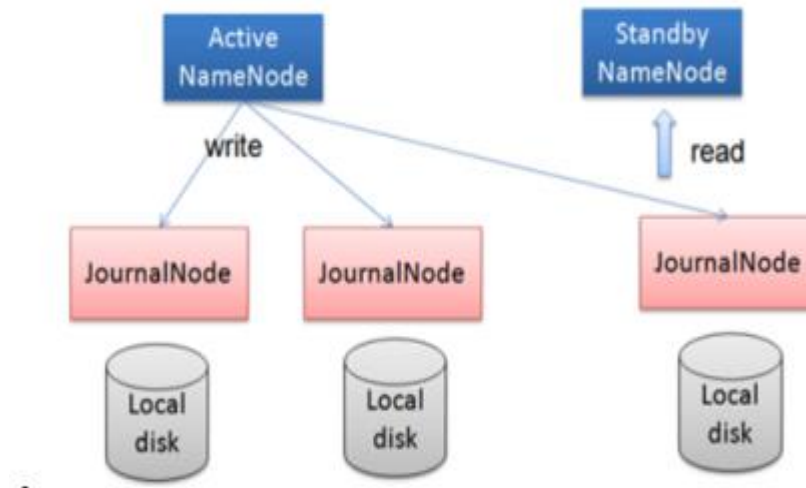 Active
NameNode
Standby
NameNode
write
read
JournalNode
JournalNode
JournalNode
Local
disk
Local
disk
Local
disk